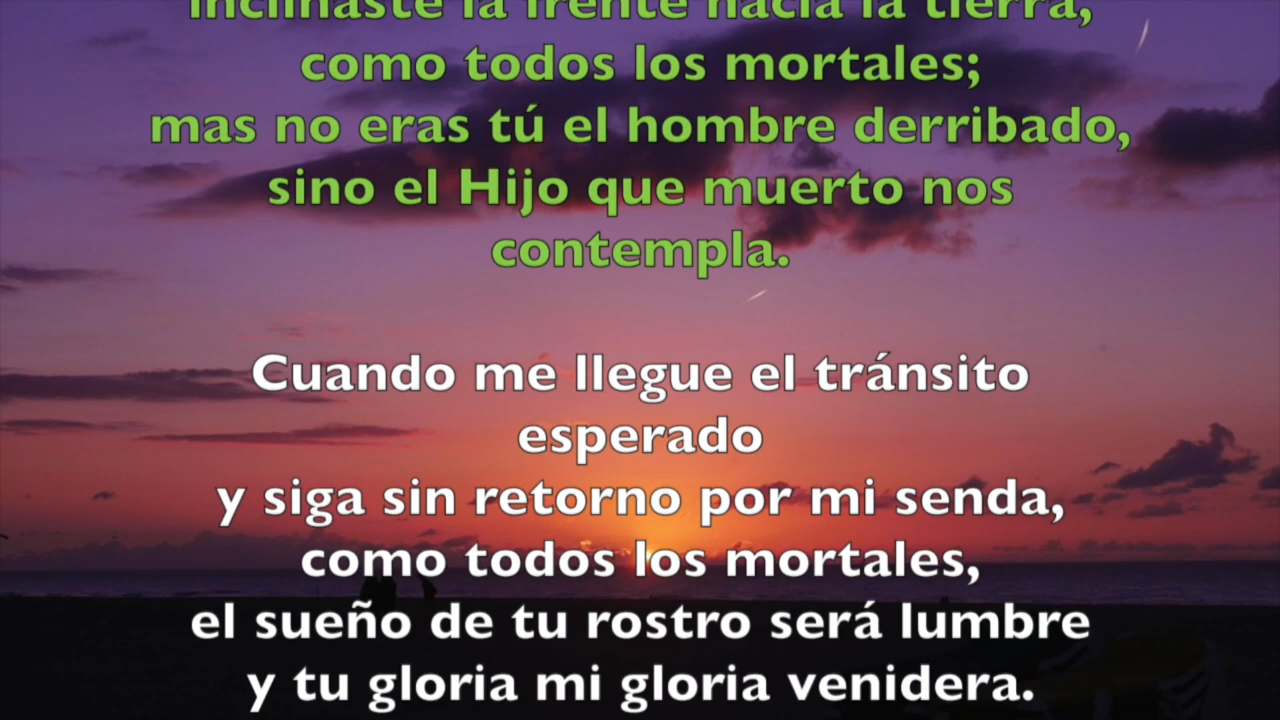 inclinaste la frente hacia la tierra,
como todos los mortales;
mas no eras tú el hombre derribado,
sino el Hijo que muerto nos
contempla.
Cuando me llegue el tránsito
esperado
y siga sin retorno por mi senda,
como todos los mortales,
el sueño de tu rostro será lumbre
y tu gloria mi gloria venidera.